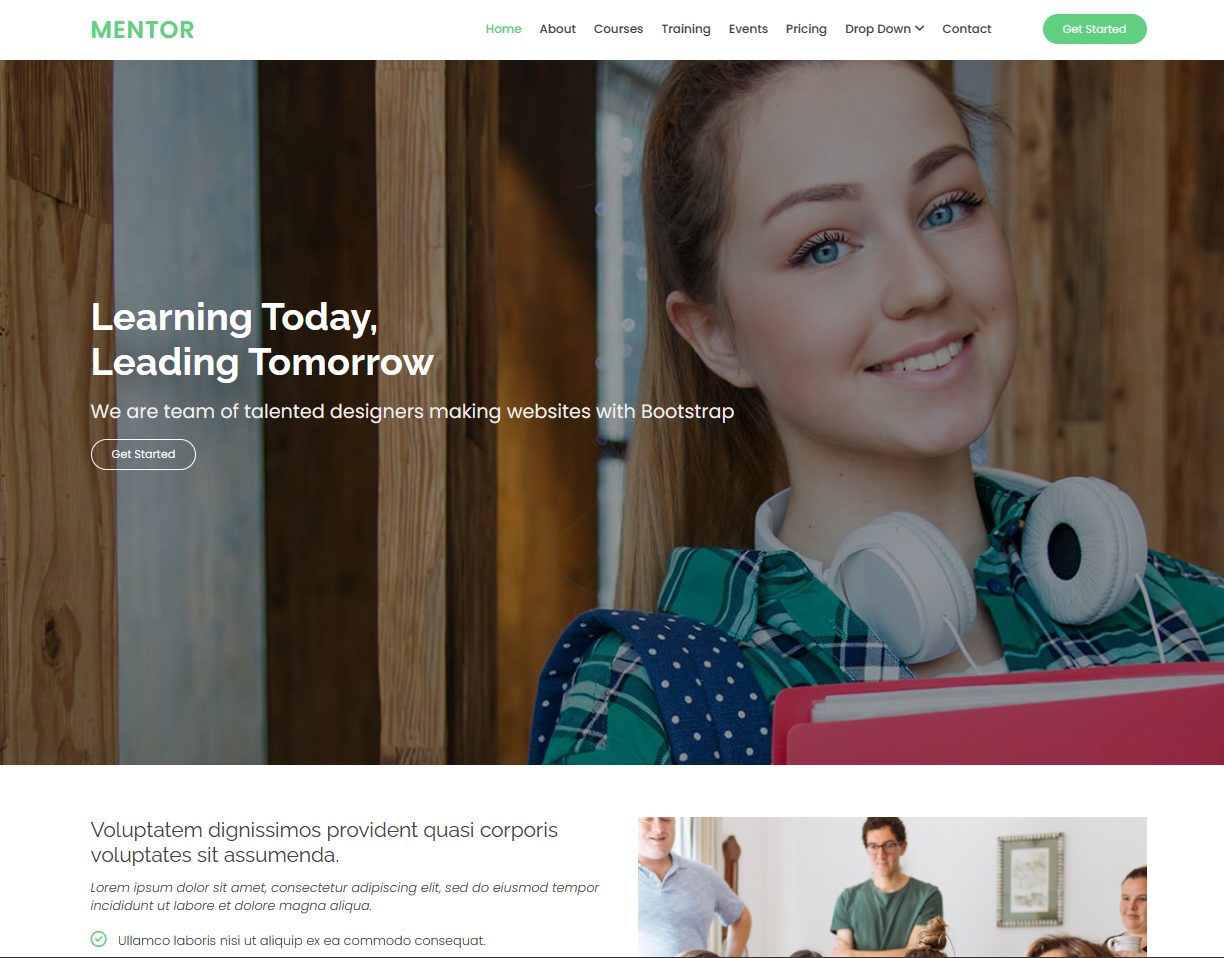 MENTOR
Home About Courses Training Events Pricing Drop Down Contact Get Started
Learning Today,
Leading Tomorrow
We are team of talented designers making websites with Bootstrap
Get Started
Voluptatem dignissimos provident quasi corporis
voluptates sit assumenda.
Lorem ipsum dolor sit amet, consectetur adipiscing elit, sed do eiusmod tempor
incididunt ut labore et dolore magna aliqua.
Ullamco laboris nisi ut aliquip ex ea commodo consequat.